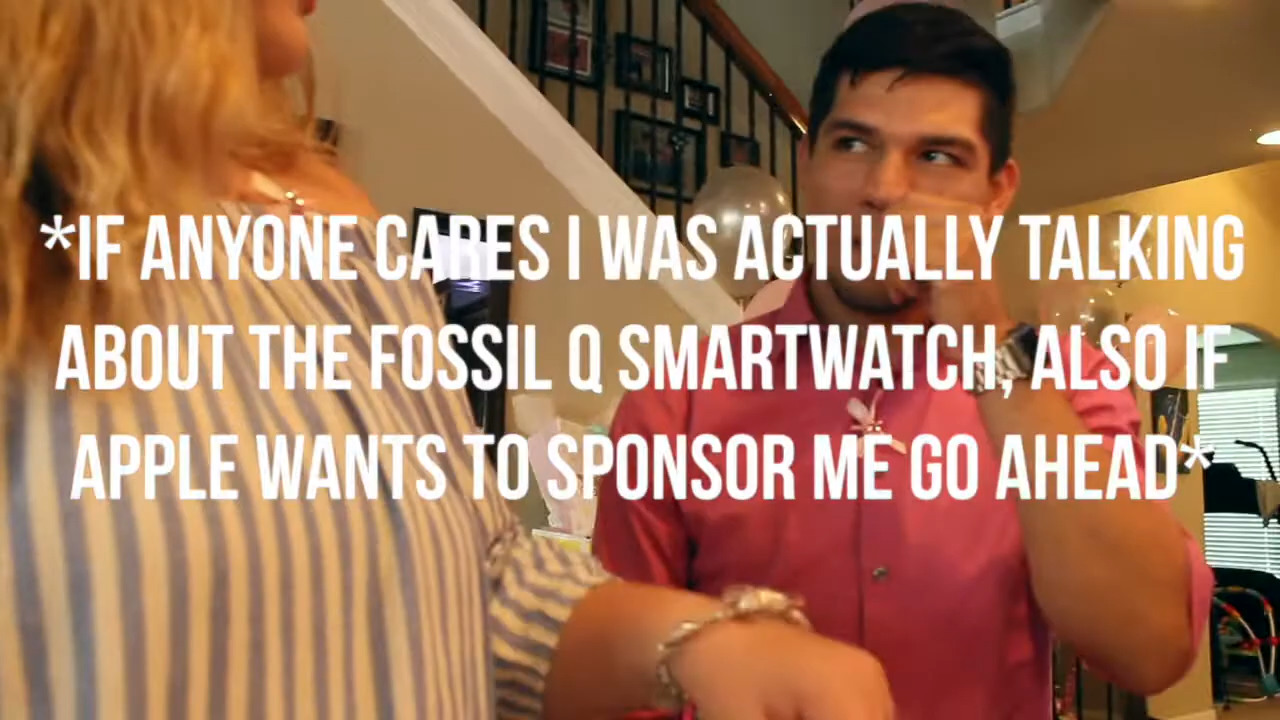 *IF ANYONE CARES I WAS ACTUALLY TALKING
ABOUT THE FOSSIL Q SMARTWATCH, ALSO IF
APPLE WANTS TO SPONSOR ME GO AHEAD*